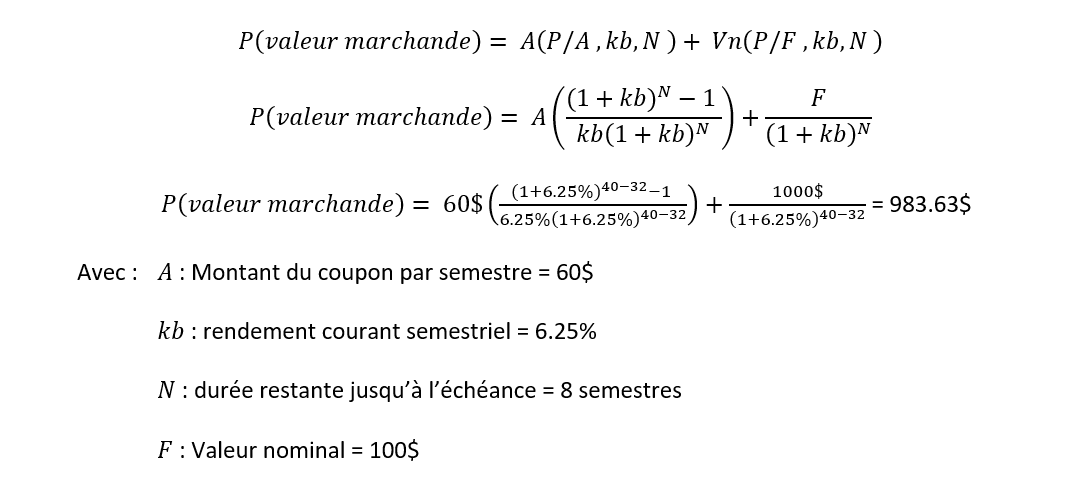 P(valeur marchande) = A(P/A , kb, N ) + Vn(P/F , kb, N )
P(valeur marchande) = A(((1 + kb)^N − 1)/(kb(1 + kb)^N)) + F/((1 + kb)^N)
P(valeur marchande) = 60$(((1+6.25%)^(40−32)−1)/(6.25%(1+6.25%)^(40−32))) + 1000$/((1+6.25%)^(40−32)) = 983.63$
Avec : A : Montant du coupon par semestre = 60$
kb : rendement courant semestriel = 6.25%
N : durée restante jusqu’à l’échéance = 8 semestres
F : Valeur nominal = 100$